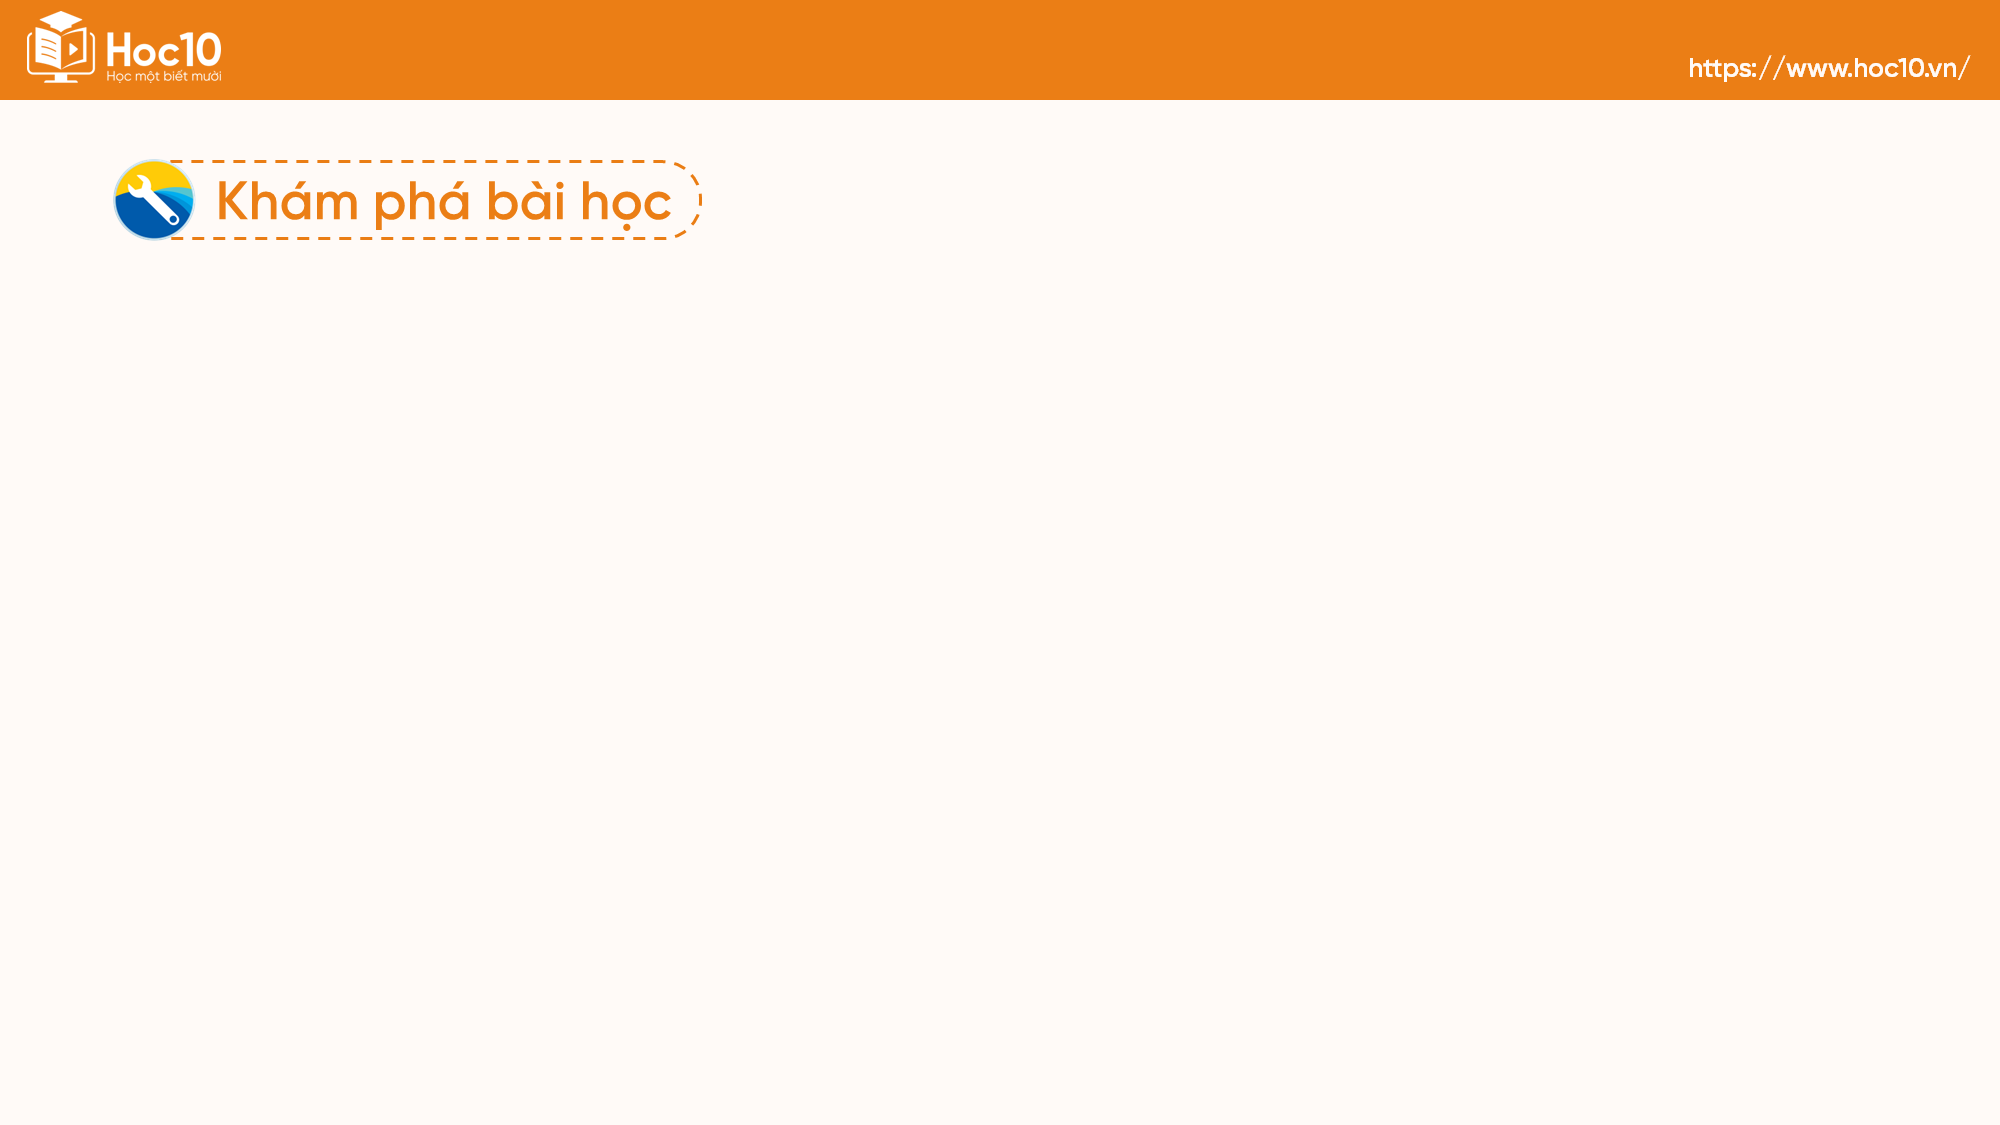 Hoc10
Học một biết mười
https://www.hoc10.vn/
Khám phá bài học